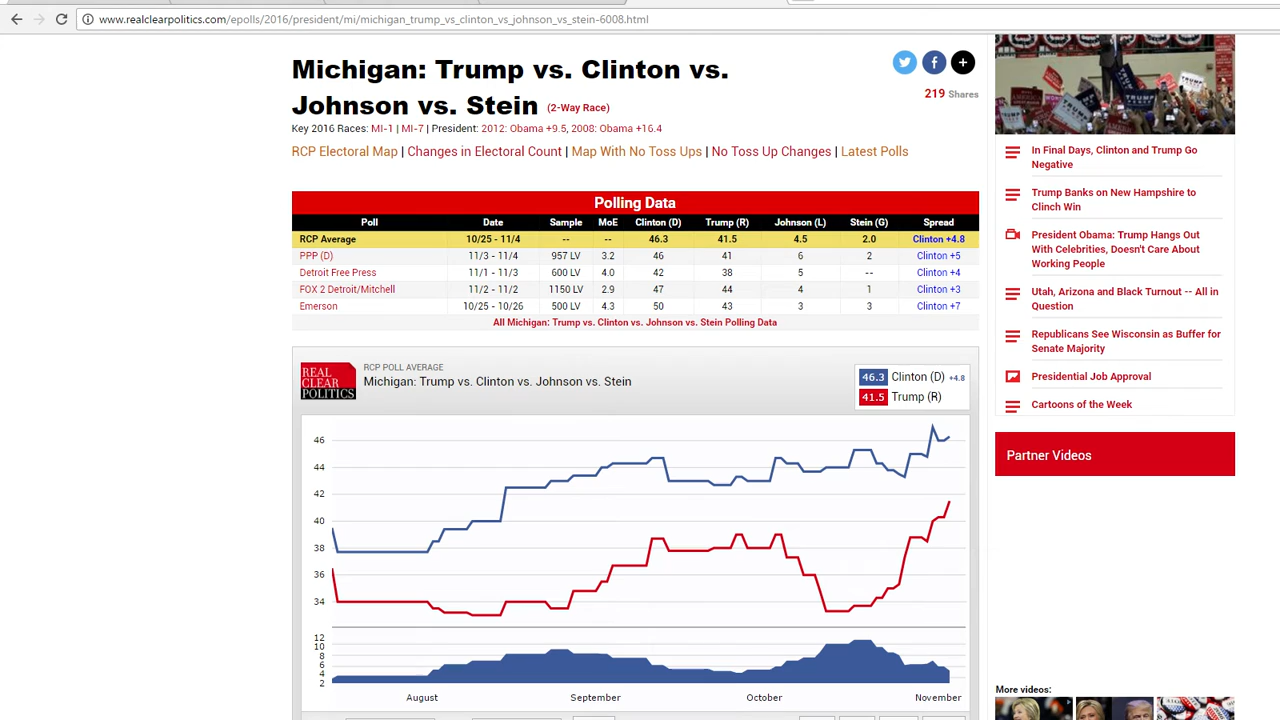 www.realclearpolitics.com/epolls/2016/president/mi/michigan_trump_vs_clinton_vs_johnson_vs_stein-6008.html
Michigan: Trump vs. Clinton vs.
Johnson vs. Stein (2-Way Race)
219 Shares
Key 2016 Races: MI-1 | MI-7 | President: 2012: Obama +9.5, 2008: Obama +16.4
RCP Electoral Map | Changes in Electoral Count | Map With No Toss Ups | No Toss Up Changes | Latest Polls
Polling Data
Poll Date Sample MoE Clinton (D) Trump (R) Johnson (L) Stein (G) Spread
RCP Average 10/25 - 11/4 -- -- 46.3 41.5 4.5 2.0 Clinton +4.8
PPP (D) 11/3 - 11/4 957 LV 3.2 46 41 6 2 Clinton +5
Detroit Free Press 11/1 - 11/3 600 LV 4.0 42 38 5 -- Clinton +4
FOX 2 Detroit/Mitchell 11/2 - 11/2 1150 LV 2.9 47 44 4 1 Clinton +3
Emerson 10/25 - 10/26 500 LV 4.3 50 43 3 3 Clinton +7
All Michigan: Trump vs. Clinton vs. Johnson vs. Stein Polling Data
REAL
CLEAR
POLITICS
RCP POLL AVERAGE
Michigan: Trump vs. Clinton vs. Johnson vs. Stein
46.3 Clinton (D) +4.8
41.5 Trump (R)
46
44
42
40
38
36
34
12
10
8
6
4
2
August September October November
TRUMP
TRUMP
TRUMP
In Final Days, Clinton and Trump Go
Negative
Trump Banks on New Hampshire to
Clinch Win
President Obama: Trump Hangs Out
With Celebrities, Doesn't Care About
Working People
Utah, Arizona and Black Turnout -- All in
Question
Republicans See Wisconsin as Buffer for
Senate Majority
Presidential Job Approval
Cartoons of the Week
Partner Videos
More videos: